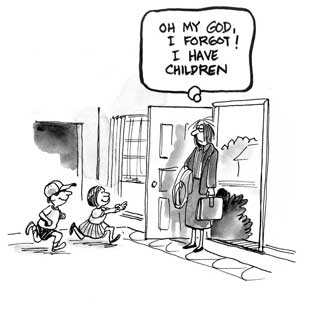 OH MY GOD,
I FORGOT!
I HAVE
CHILDREN